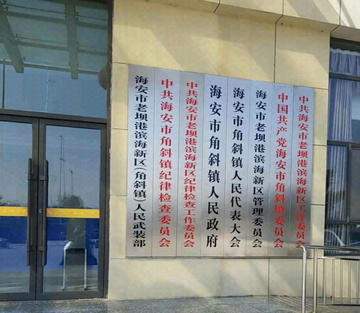 海安市老坝港滨海新区(角斜镇)人民武装部
中共海安市角斜镇纪律检查委员会
中共海安市老坝港滨海新区纪律检查工作委员会
海安市角斜镇人民政府
海安市角斜镇人民代表大会
海安市老坝港滨海新区管理委员会
中国共产党海安市角斜镇委员会
中共海安市老坝港滨海新区工作委员会